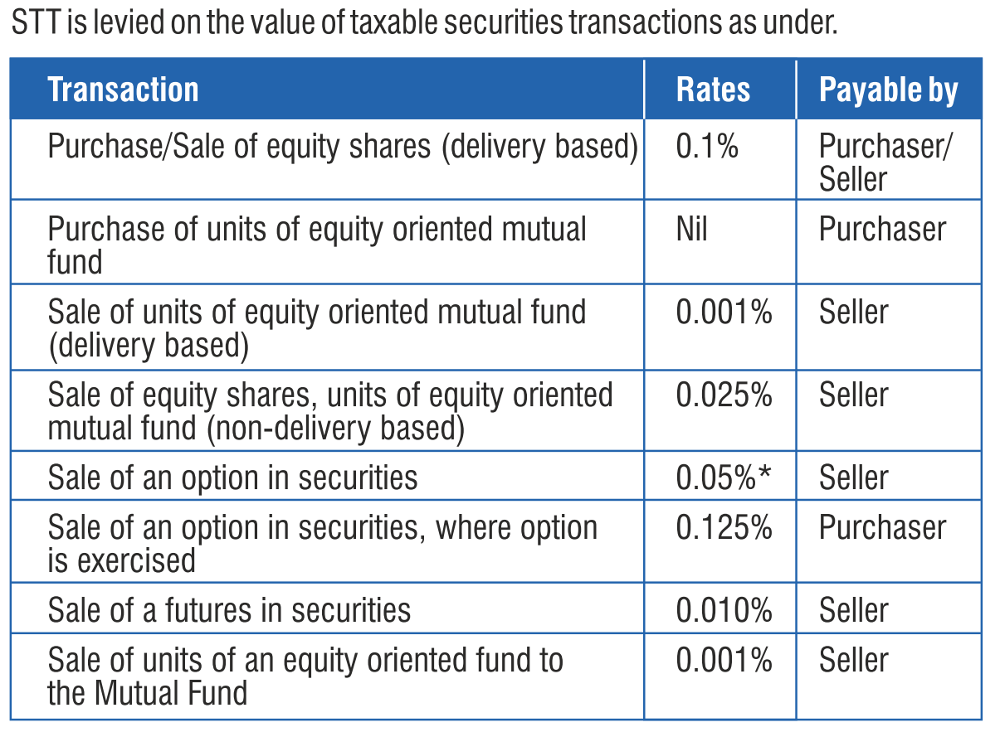 STT is levied on the value of taxable securities transactions as under.
Transaction Rates Payable by
Purchase/Sale of equity shares (delivery based) 0.1% Purchaser/
Seller
Purchase of units of equity oriented mutual Nil Purchaser
fund
Sale of units of equity oriented mutual fund 0.001% Seller
(delivery based)
Sale of equity shares, units of equity oriented 0.025% Seller
mutual fund (non-delivery based)
Sale of an option in securities 0.05%* Seller
Sale of an option in securities, where option 0.125% Purchaser
is exercised
Sale of a futures in securities 0.010% Seller
Sale of units of an equity oriented fund to 0.001% Seller
the Mutual Fund